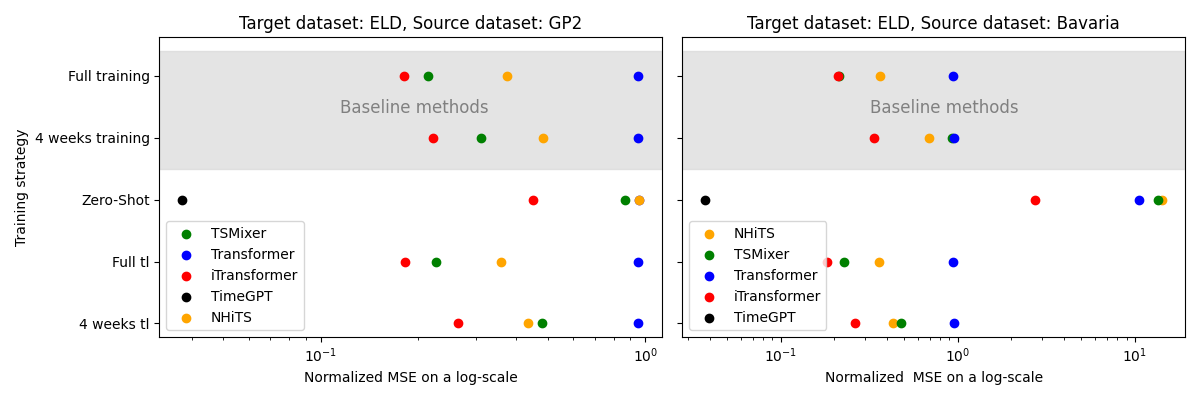 Target dataset: ELD, Source dataset: GP2
Target dataset: ELD, Source dataset: Bavaria
Training strategy
Full training
4 weeks training
Zero-Shot
Full tl
4 weeks tl
Baseline methods
TSMixer
Transformer
iTransformer
TimeGPT
NHiTS
10⁻¹
10⁰
Normalized MSE on a log-scale
Baseline methods
NHiTS
TSMixer
Transformer
iTransformer
TimeGPT
10⁻¹
10⁰
10¹
Normalized  MSE on a log-scale